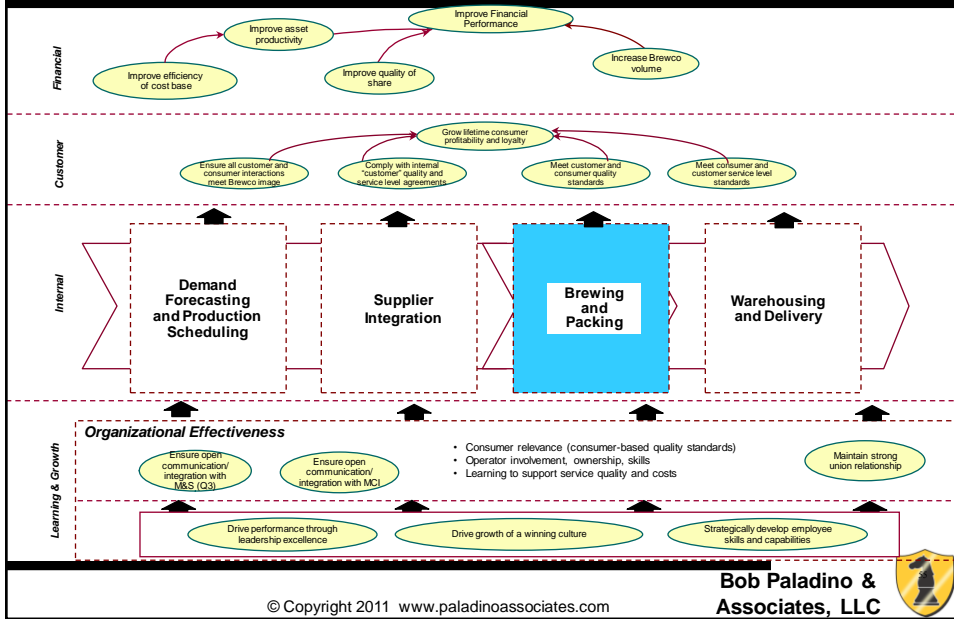 Financial
Improve Financial
Performance
Improve asset
productivity
Improve efficiency
of cost base
Improve quality of
share
Increase Brewco
volume
Customer
Grow lifetime consumer
profitability and loyalty
Ensure all customer and
consumer interactions
meet Brewco image
Comply with internal
"customer" quality and
service level agreements
Meet customer and
consumer quality
standards
Meet consumer and
customer service level
standards
Internal
Demand
Forecasting
and Production
Scheduling
Supplier
Integration
Brewing
and
Packing
Warehousing
and Delivery
Learning & Growth
Organizational Effectiveness
Ensure open
communication/
integration with
M&S (Q3)
Ensure open
communication/
integration with MCI
• Consumer relevance (consumer-based quality standards)
• Operator involvement, ownership, skills
• Learning to support service quality and costs
Maintain strong
union relationship
Drive performance through
leadership excellence
Drive growth of a winning culture
Strategically develop employee
skills and capabilities
© Copyright 2011 www.paladinoassociates.com
Bob Paladino &
Associates, LLC